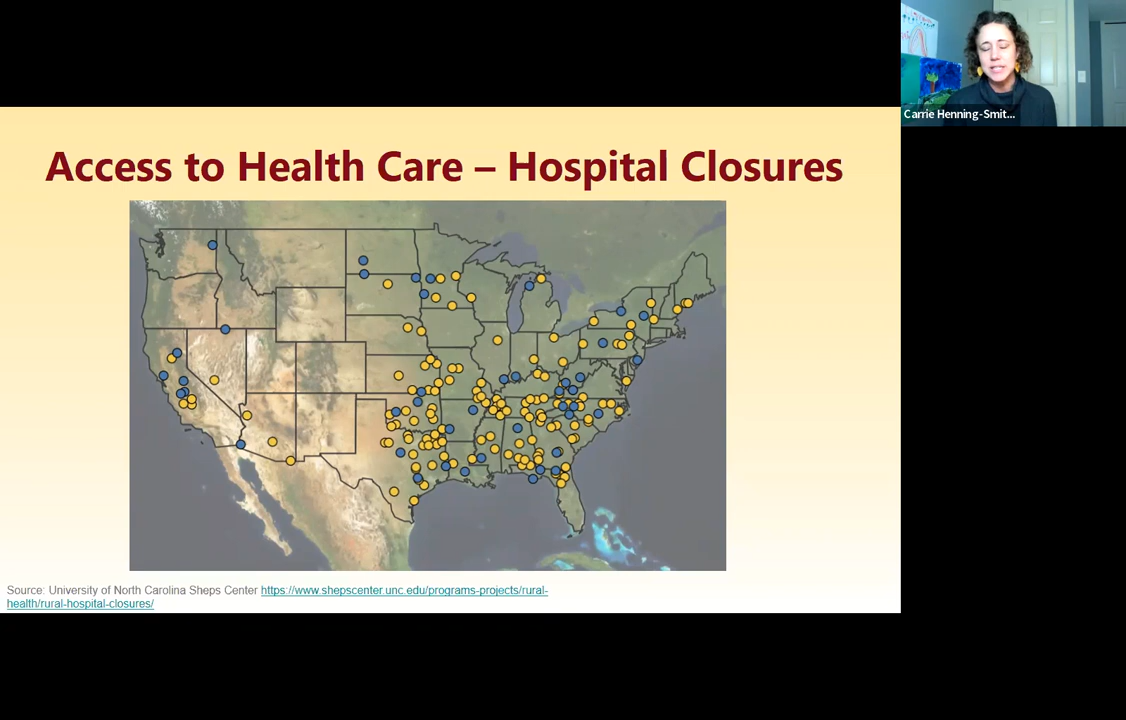 Carrie Henning-Smit...
Access to Health Care – Hospital Closures
Source: University of North Carolina Sheps Center https://www.shepscenter.unc.edu/programs-projects/rural-
health/rural-hospital-closures/